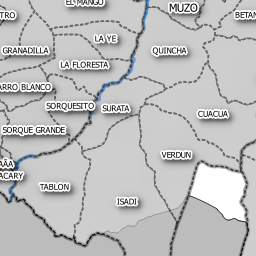 EL MANGO
TRO
MUZO
BETAN
LA YE
GRANADILLA
QUINCHA
LA FLORESTA
ARRO BLANCO
SORQUESITO
SURATA
CUACUA
SORQUE GRANDE
VERDUN
ACARY
TABLON
ISADI